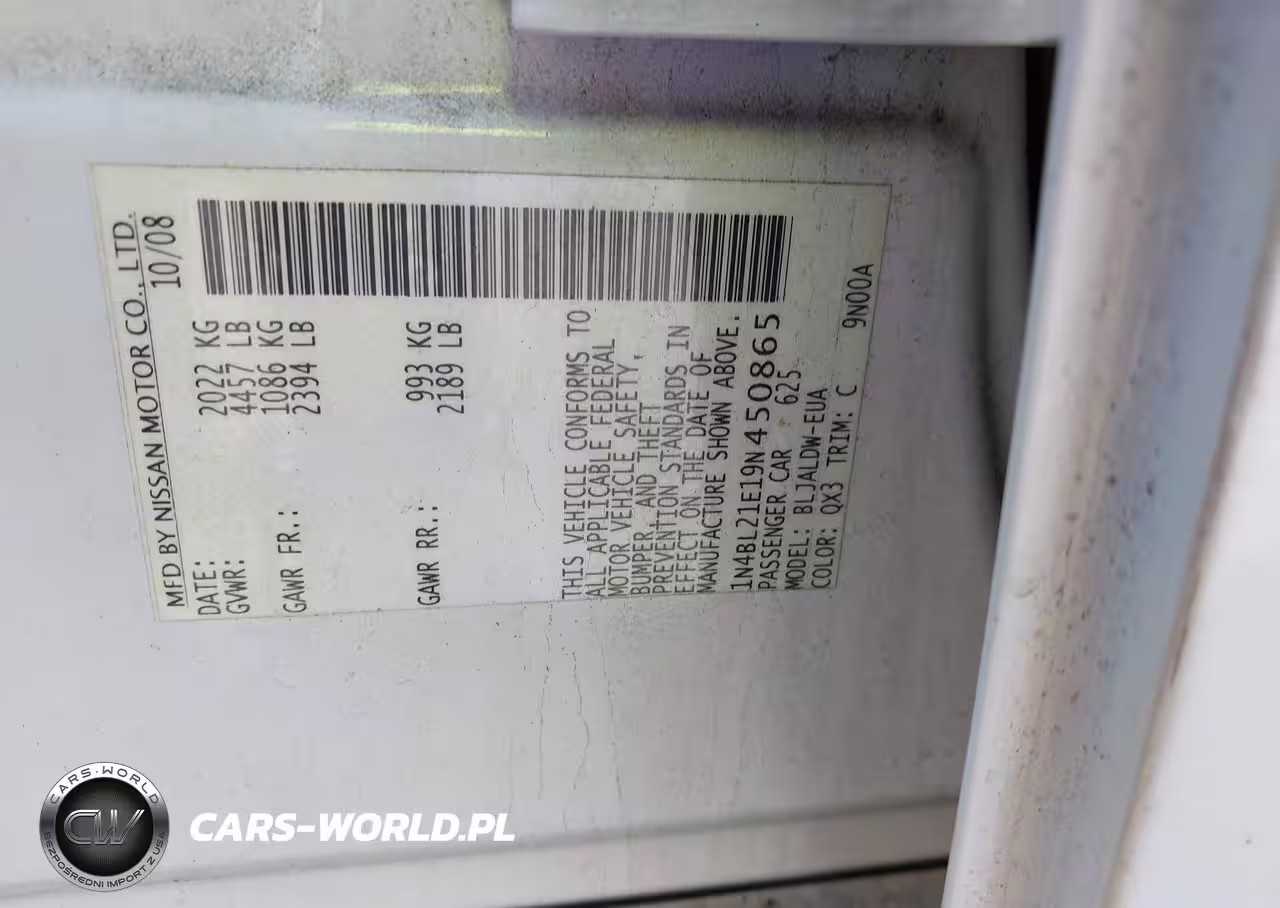 MFD BY NISSAN MOTOR CO., LTD.
DATE: 10/08
GVWR: 2022 KG
4457 LB
GAWR FR.: 1086 KG
2394 LB
GAWR RR.: 993 KG
2189 LB
THIS VEHICLE CONFORMS TO
ALL APPLICABLE FEDERAL
MOTOR VEHICLE SAFETY,
BUMPER, AND THEFT
PREVENTION STANDARDS IN
EFFECT ON THE DATE OF
MANUFACTURE SHOWN ABOVE.
1N4BL21E19N450865
PASSENGER CAR 625
MODEL: BLJALDW-EUA
COLOR: QX3 TRIM: C 9N00A
CARS-WORLD
CW
BEZPOŚREDNI IMPORT Z USA
CARS-WORLD.PL